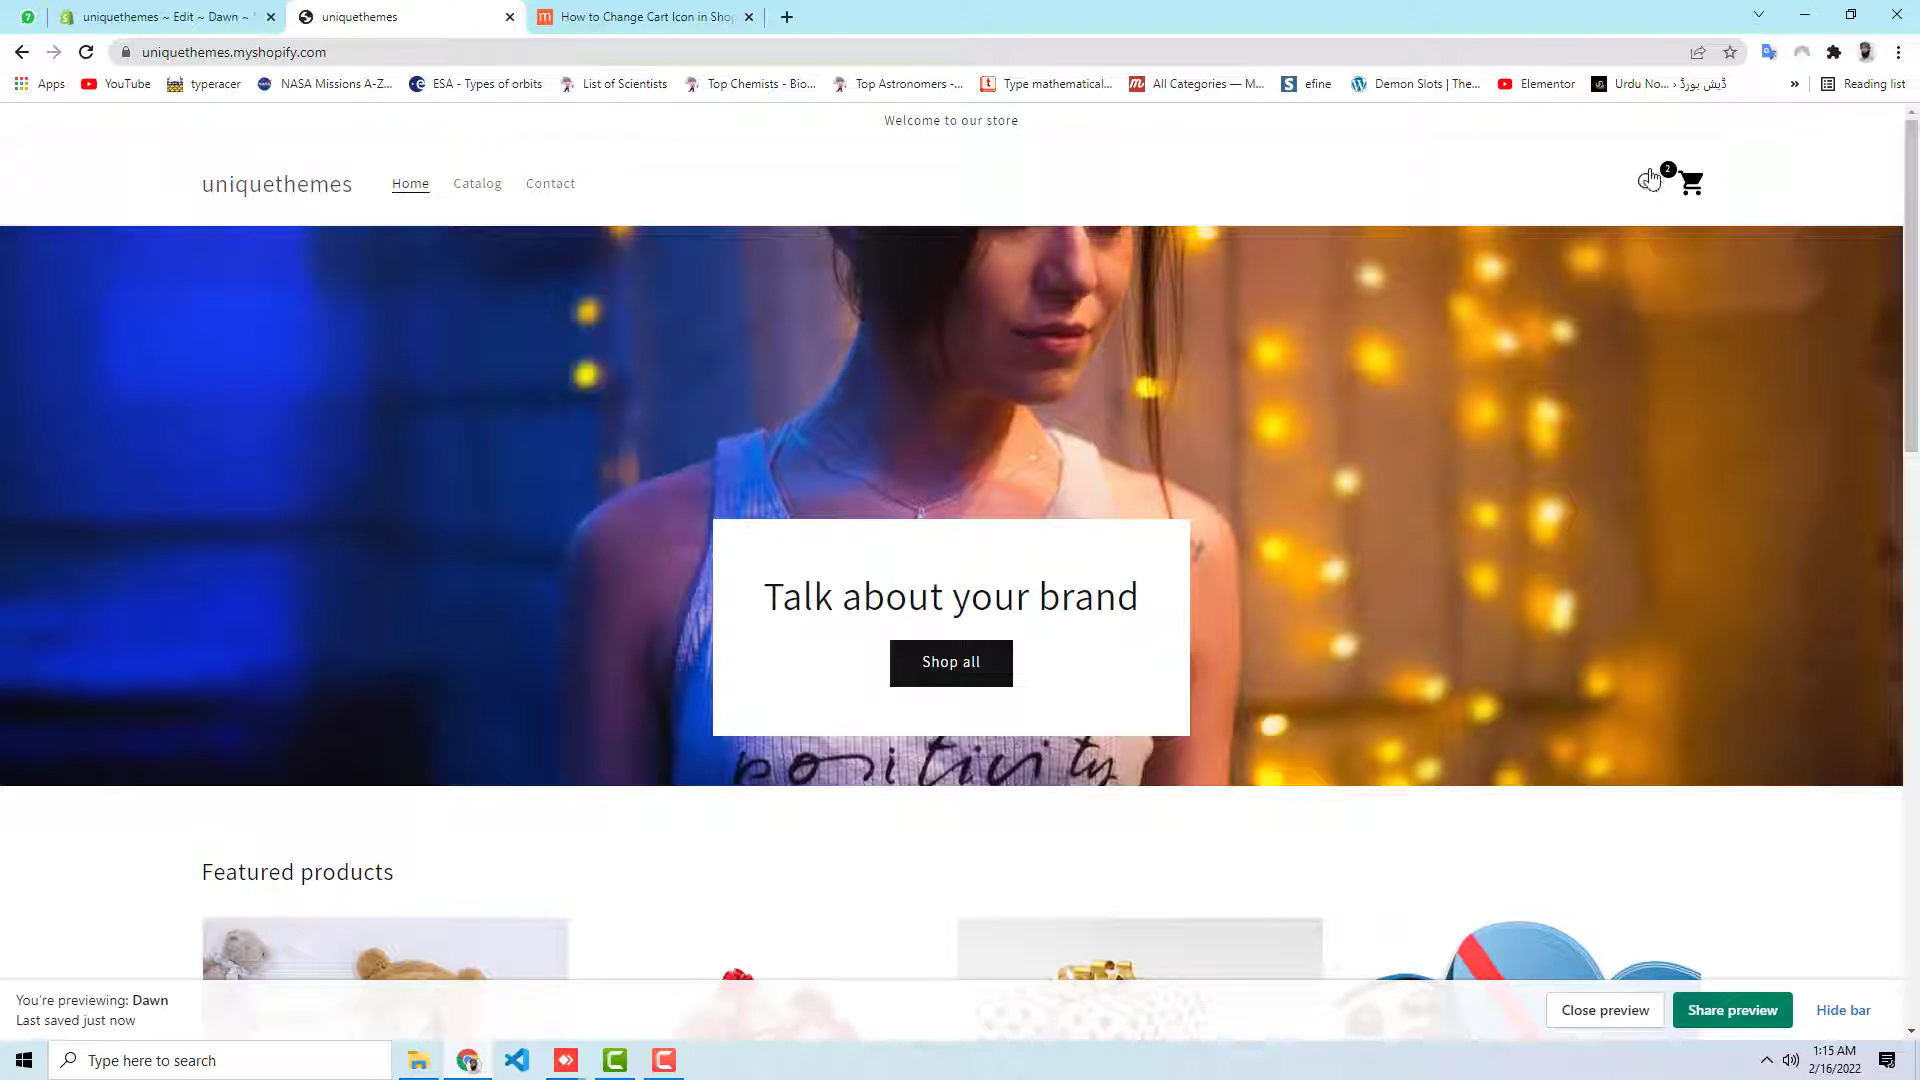 uniquethemes ~ Edit ~ Dawn ~
uniquethemes
How to Change Cart Icon in Shop
uniquethemes.myshopify.com
Apps
YouTube
typeracer
NASA Missions A-Z...
ESA - Types of orbits
List of Scientists
Top Chemists - Bio...
Top Astronomers -...
Type mathematical...
All Categories — M...
efine
Demon Slots | The...
Elementor
Urdu No... ‹ ڈیش بورڈ
»
Reading list
Welcome to our store
uniquethemes
Home
Catalog
Contact
2
Talk about your brand
Shop all
positivity
Featured products
You're previewing: Dawn
Last saved just now
Close preview
Share preview
Hide bar
Type here to search
1:15 AM
2/16/2022